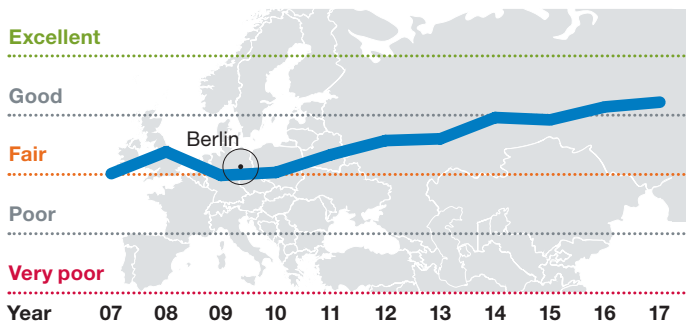 Excellent
Good
Berlin
Fair
Poor
Very poor
Year 07 08 09 10 11 12 13 14 15 16 17